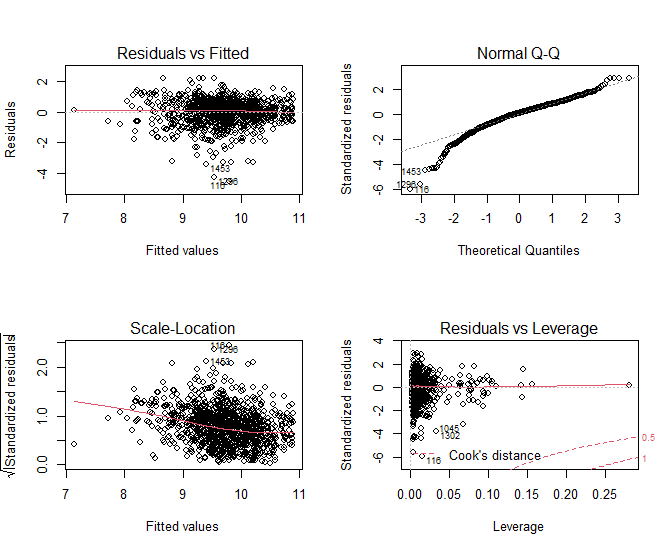 Residuals vs Fitted
Residuals
2
0
-2
-4
1453
1296
116
7 8 9 10 11
Fitted values
Normal Q-Q
Standardized residuals
2
0
-2
-4
-6
1453
1296
116
-3 -2 -1 0 1 2 3
Theoretical Quantiles
Scale-Location
√|Standardized residuals|
2.0
1.0
0.0
116
1296
1453
7 8 9 10 11
Fitted values
Residuals vs Leverage
Standardized residuals
4
2
0
-2
-4
-6
1045
1302
116
Cook's distance
0.5
1
0.00 0.05 0.10 0.15 0.20 0.25
Leverage